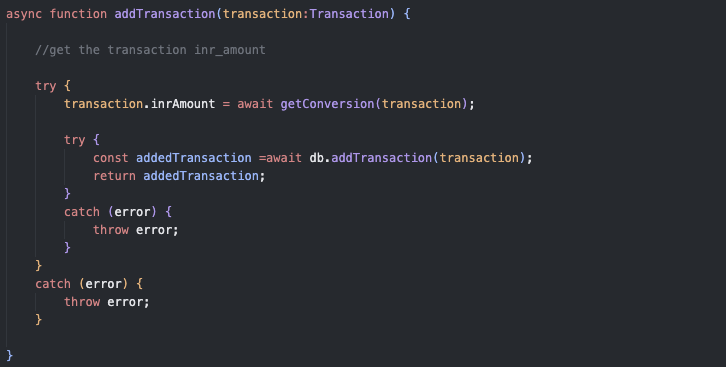 async function addTransaction(transaction:Transaction) {
//get the transaction inr_amount
try {
transaction.inrAmount = await getConversion(transaction);
try {
const addedTransaction =await db.addTransaction(transaction);
return addedTransaction;
}
catch (error) {
throw error;
}
}
catch (error) {
throw error;
}
}